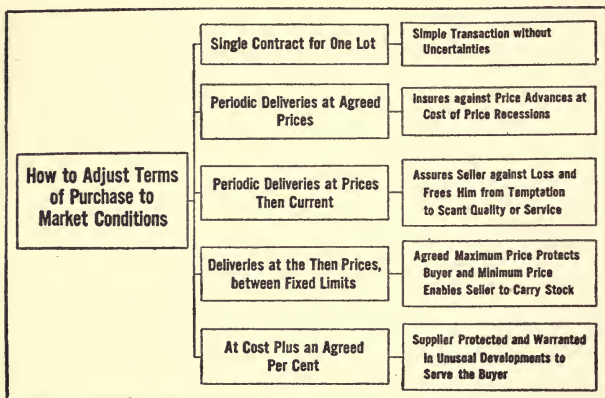 How to Adjust Terms
of Purchase to
Market Conditions
Single Contract for One Lot
Simple Transaction without
Uncertainties
Periodic Deliveries at Agreed
Prices
Insures against Price Advances at
Cost of Price Recessions
Periodic Deliveries at Prices
Then Current
Assures Seller against Loss and
Frees Him from Temptation
to Scant Quality or Service
Deliveries at the Then Prices,
between Fixed Limits
Agreed Maximum Price Protects
Buyer and Minimum Price
Enables Seller to Carry Stock
At Cost Plus an Agreed
Per Cent
Supplier Protected and Warranted
in Unusual Developments to
Serve the Buyer